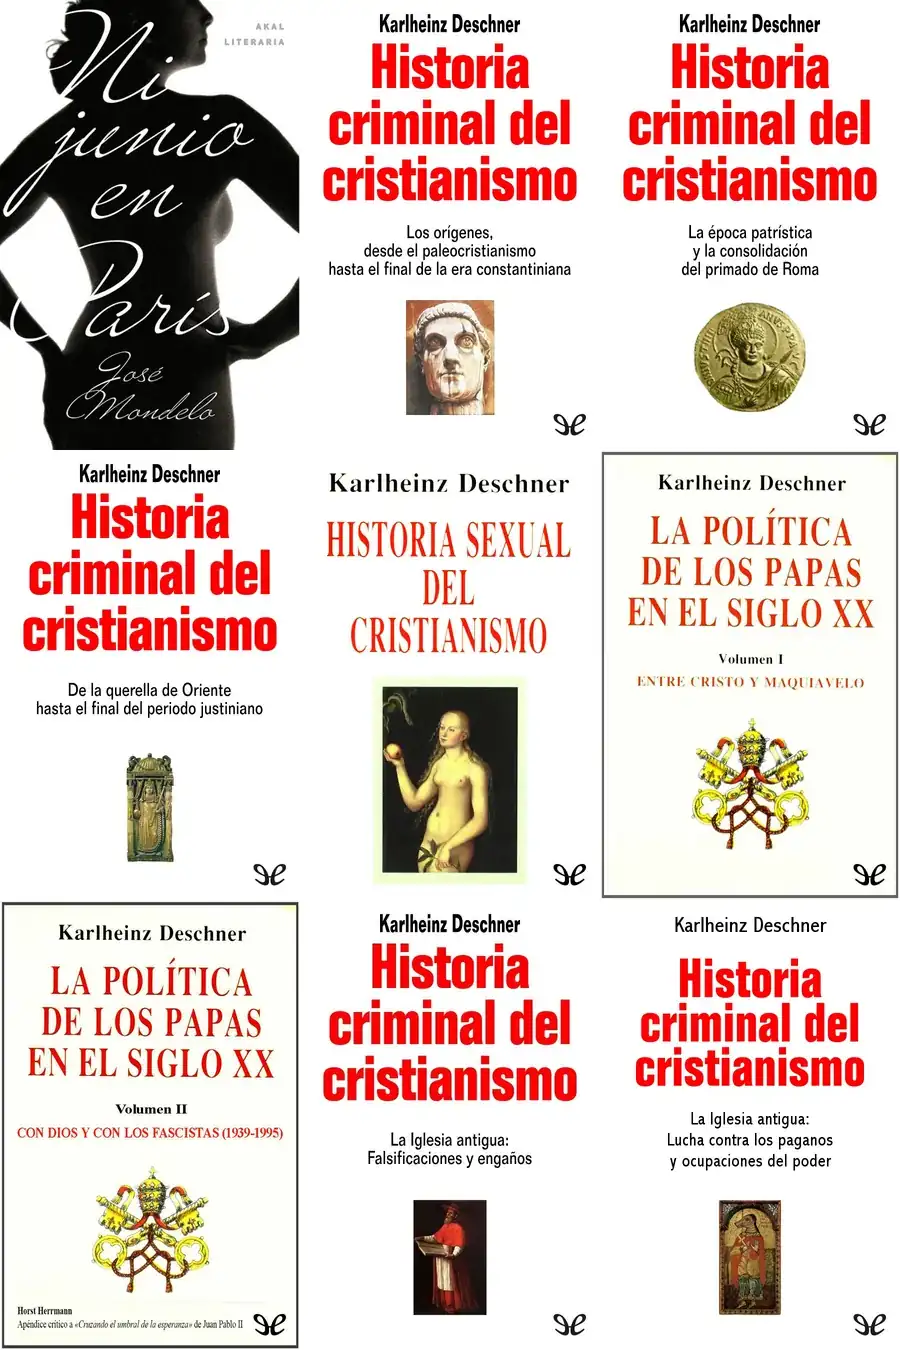 AKAL
LITERARIA
Ni
junio
en
París
José
Mondelo
Karlheinz Deschner
Historia
criminal del
cristianismo
Los orígenes,
desde el paleocristianismo
hasta el final de la era constantiniana
Karlheinz Deschner
Historia
criminal del
cristianismo
La época patrística
y la consolidación
del primado de Roma
Karlheinz Deschner
Historia
criminal del
cristianismo
De la querella de Oriente
hasta el final del periodo justiniano
Karlheinz Deschner
HISTORIA SEXUAL
DEL
CRISTIANISMO
Karlheinz Deschner
LA POLÍTICA
DE LOS PAPAS
EN EL SIGLO XX
Volumen I
ENTRE CRISTO Y MAQUIAVELO
Karlheinz Deschner
LA POLÍTICA
DE LOS PAPAS
EN EL SIGLO XX
Volumen II
CON DIOS Y CON LOS FASCISTAS (1939-1995)
Horst Herrmann
Apéndice crítico a «Cruzando el umbral de la esperanza» de Juan Pablo II
Karlheinz Deschner
Historia
criminal del
cristianismo
La Iglesia antigua:
Falsificaciones y engaños
Karlheinz Deschner
Historia
criminal del
cristianismo
La Iglesia antigua:
Lucha contra los paganos
y ocupaciones del poder